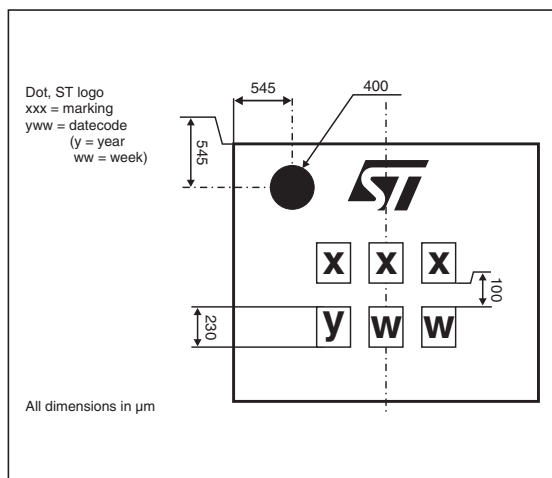 545
400
Dot, ST logo
xxx = marking
yww = datecode
(y = year
ww = week)
545
ST
x x x
100
230
y w w
All dimensions in µm